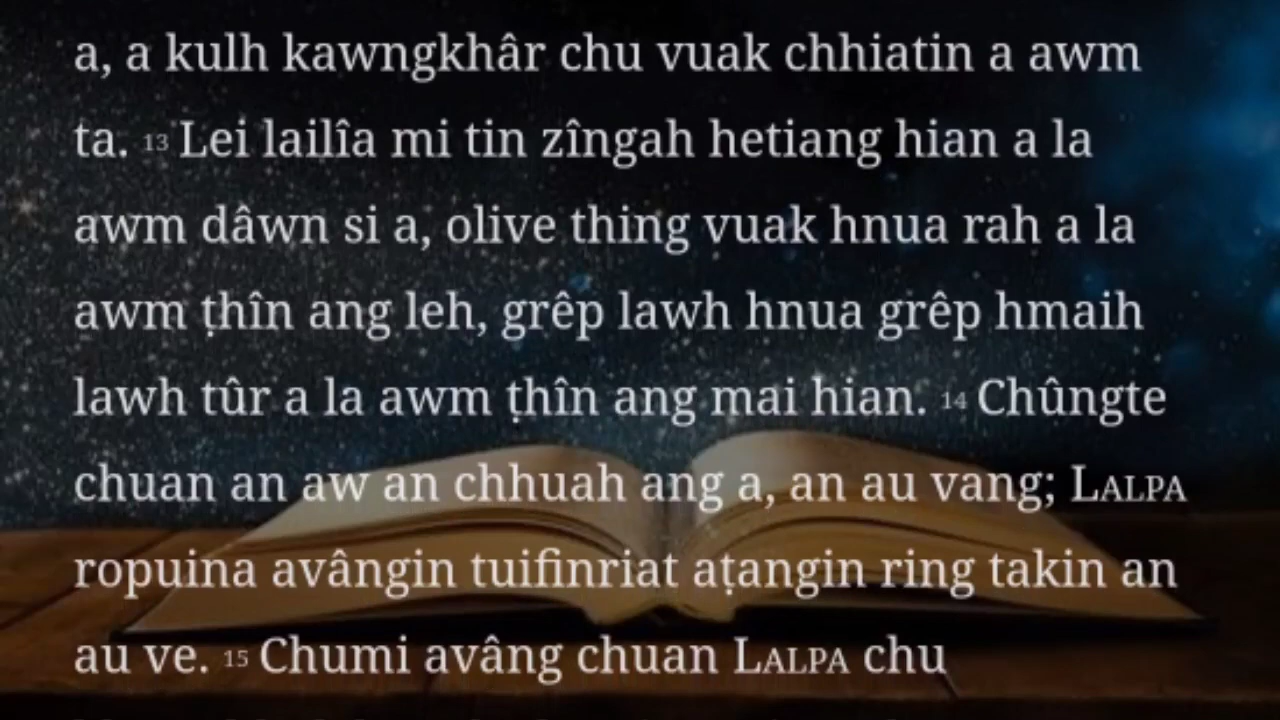 a, a kulh kawngkhâr chu vuak chhiatin a awm
ta. 13 Lei lailîa mi tin zîngah hetiang hian a la
awm dâwn si a, olive thing vuak hnua rah a la
awm ṭhîn ang leh, grêp lawh hnua grêp hmaih
lawh tûr a la awm ṭhîn ang mai hian. 14 Chûngte
chuan an aw an chhuah ang a, an au vang; LALPA
ropuina avângin tuifinriat aṭangin ring takin an
au ve. 15 Chumi avâng chuan LALPA chu